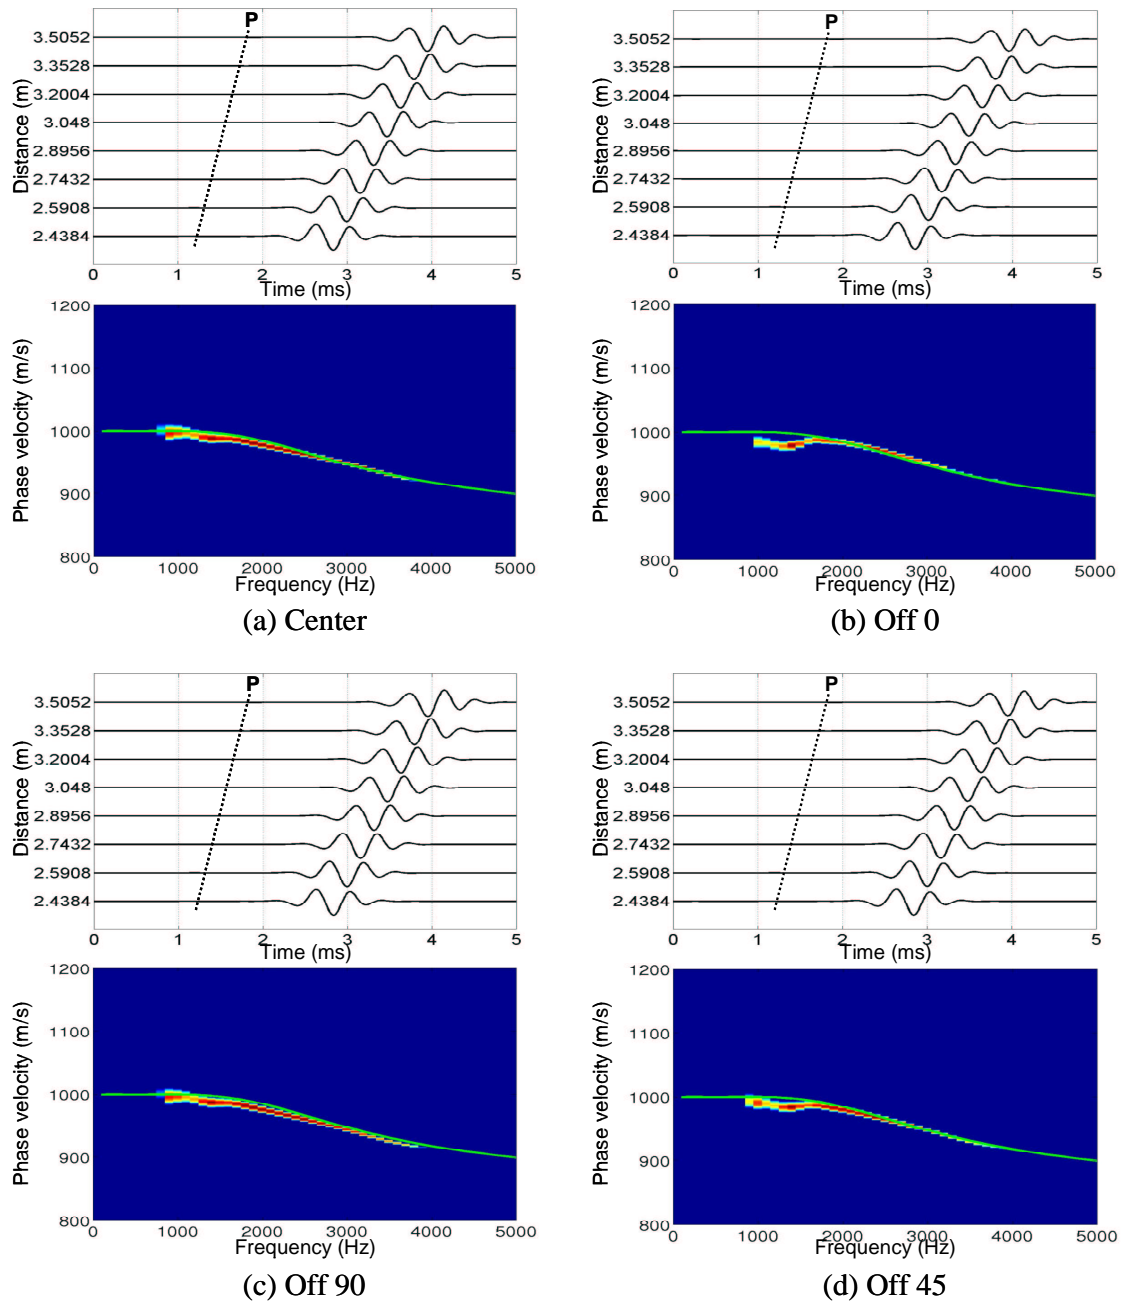 P
3.5052
3.3528
3.2004
3.048
2.8956
2.7432
2.5908
2.4384
Distance (m)
0 1 2 3 4 5
Time (ms)
1200
1100
1000
900
800
Phase velocity (m/s)
0 1000 2000 3000 4000 5000
Frequency (Hz)
(a) Center
P
3.5052
3.3528
3.2004
3.048
2.8956
2.7432
2.5908
2.4384
Distance (m)
0 1 2 3 4 5
Time (ms)
1200
1100
1000
900
800
Phase velocity (m/s)
0 1000 2000 3000 4000 5000
Frequency (Hz)
(b) Off 0
P
3.5052
3.3528
3.2004
3.048
2.8956
2.7432
2.5908
2.4384
Distance (m)
0 1 2 3 4 5
Time (ms)
1200
1100
1000
900
800
Phase velocity (m/s)
0 1000 2000 3000 4000 5000
Frequency (Hz)
(c) Off 90
P
3.5052
3.3528
3.2004
3.048
2.8956
2.7432
2.5908
2.4384
Distance (m)
0 1 2 3 4 5
Time (ms)
1200
1100
1000
900
800
Phase velocity (m/s)
0 1000 2000 3000 4000 5000
Frequency (Hz)
(d) Off 45